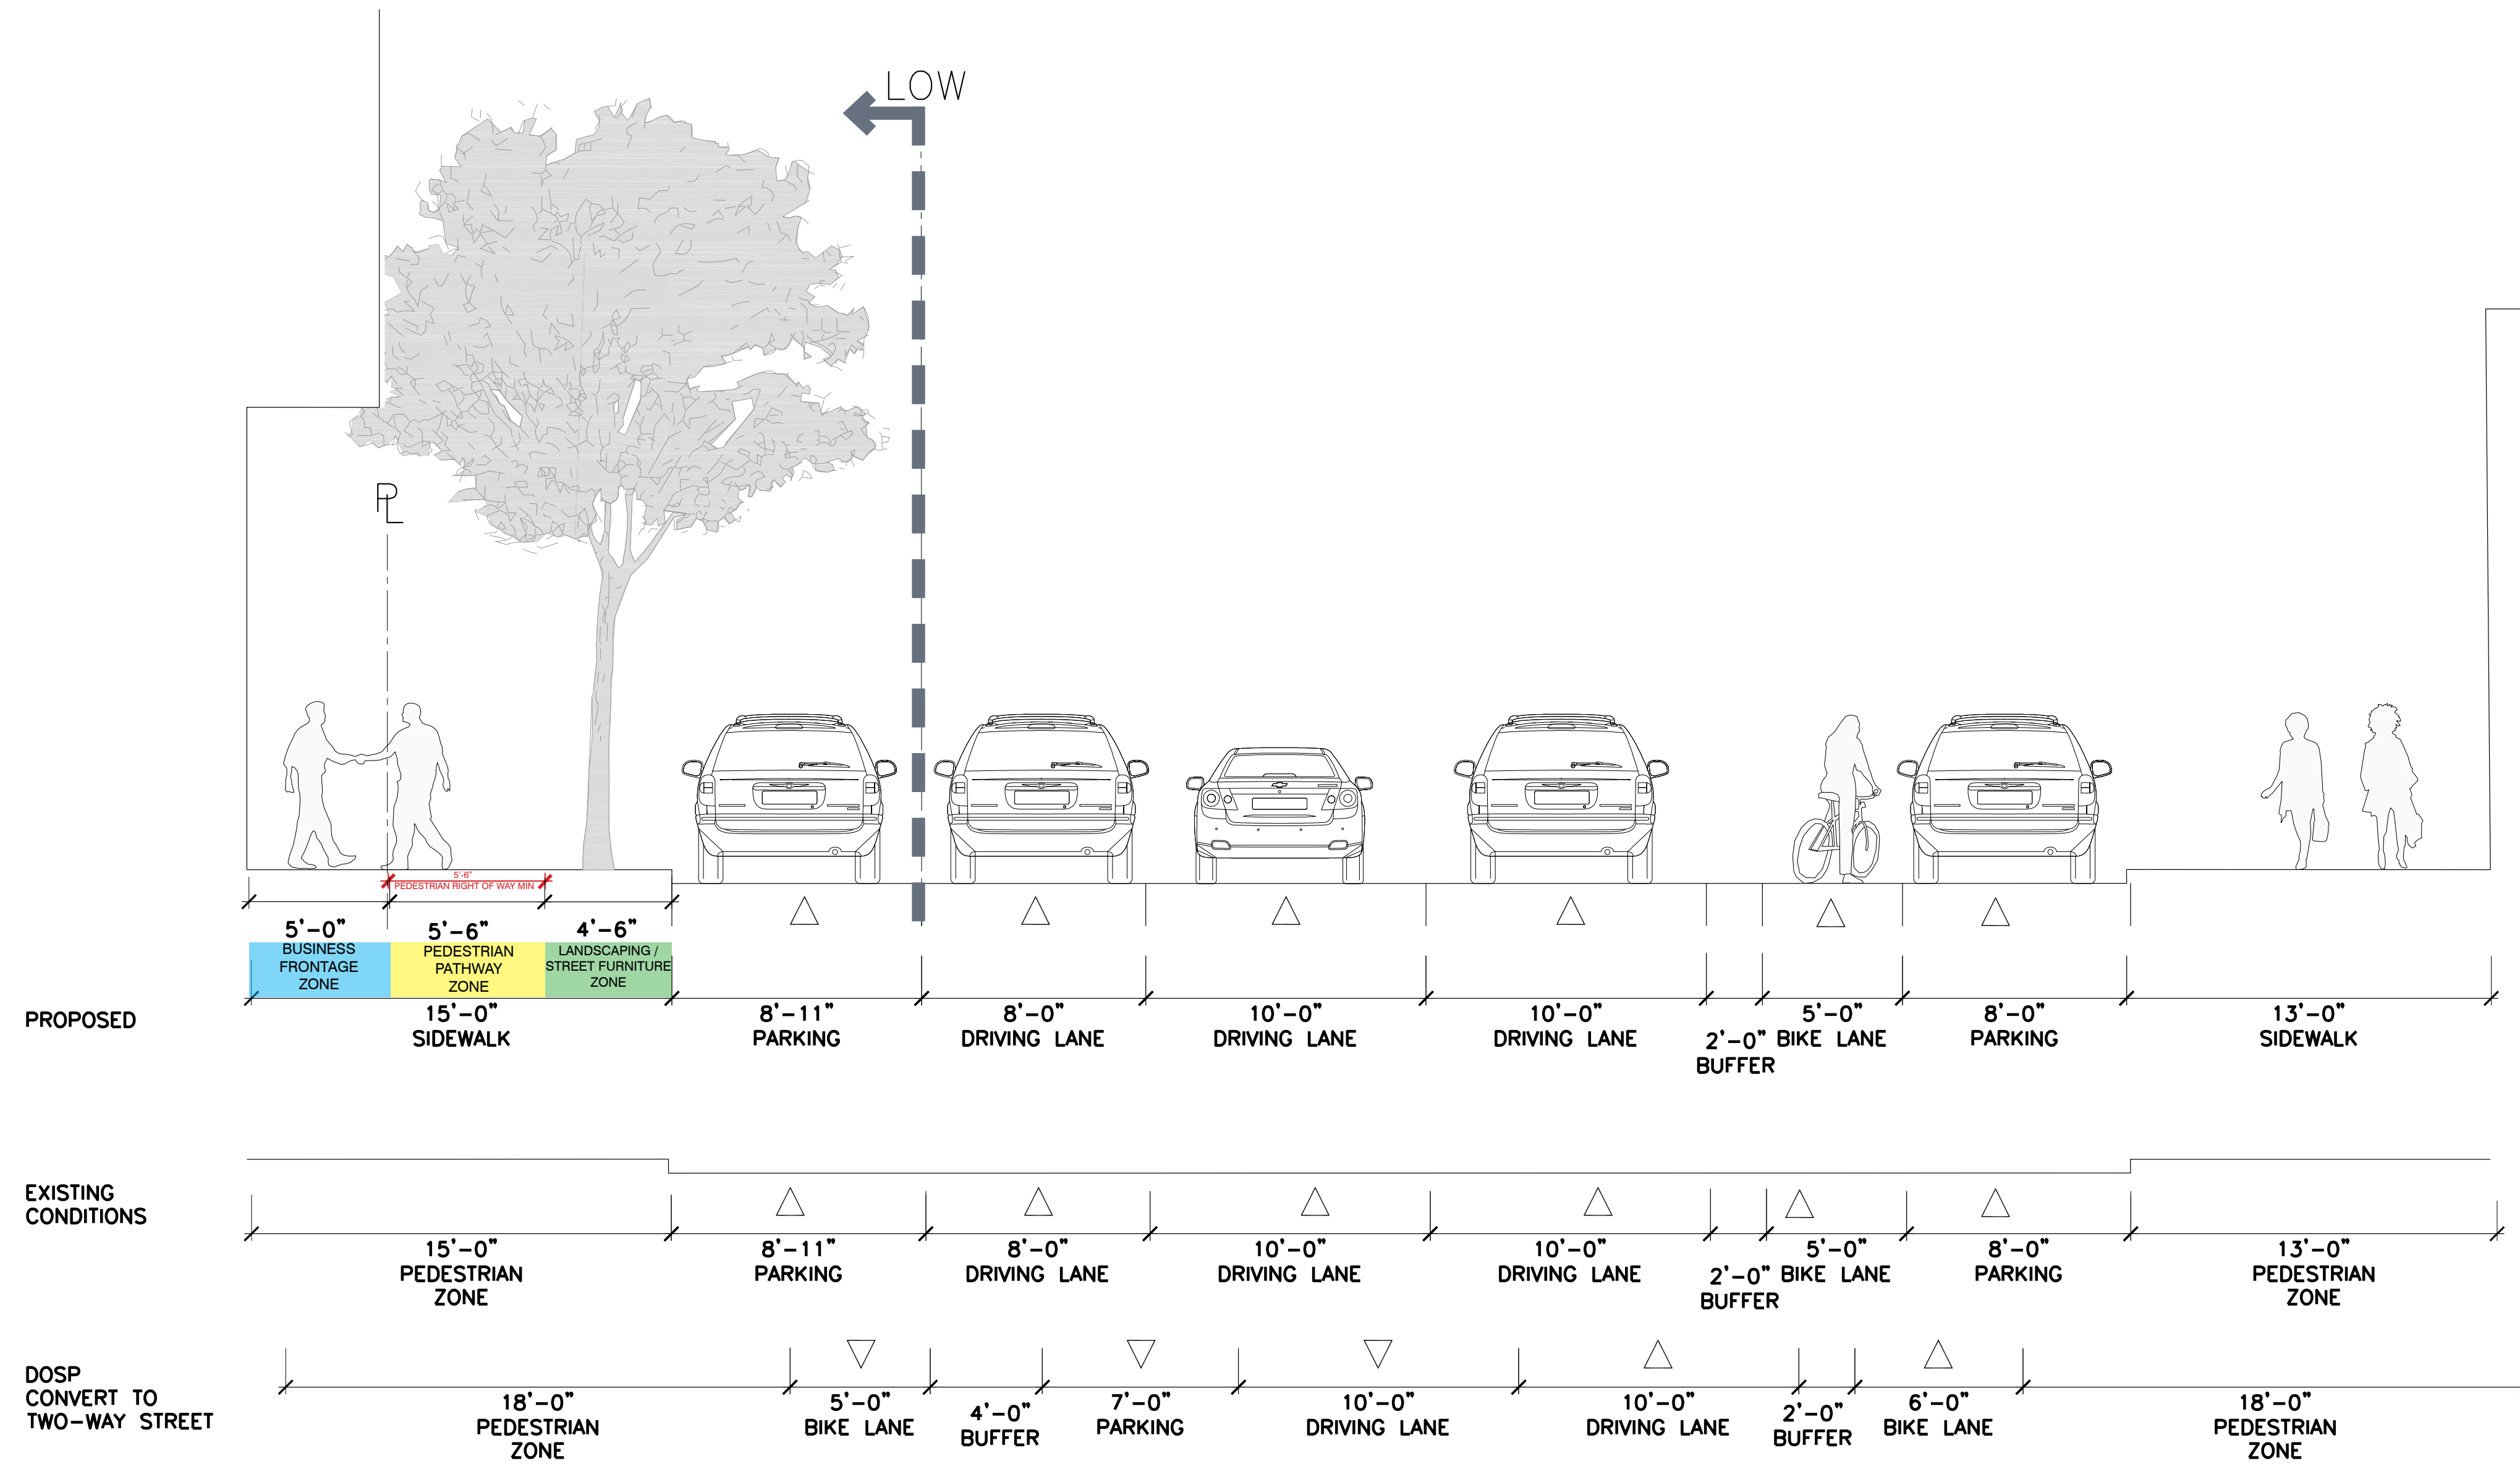 LOW
PL
5'-6"
PEDESTRIAN RIGHT OF WAY MIN
5'-0" 5'-6" 4'-6"
BUSINESS
FRONTAGE
ZONE
PEDESTRIAN
PATHWAY
ZONE
LANDSCAPING /
STREET FURNITURE
ZONE
PROPOSED
15'-0"
SIDEWALK
8'-11"
PARKING
8'-0"
DRIVING LANE
10'-0"
DRIVING LANE
10'-0"
DRIVING LANE
2'-0"
BUFFER
5'-0"
BIKE LANE
8'-0"
PARKING
13'-0"
SIDEWALK
EXISTING
CONDITIONS
15'-0"
PEDESTRIAN
ZONE
8'-11"
PARKING
8'-0"
DRIVING LANE
10'-0"
DRIVING LANE
10'-0"
DRIVING LANE
2'-0"
BUFFER
5'-0"
BIKE LANE
8'-0"
PARKING
13'-0"
PEDESTRIAN
ZONE
DOSP
CONVERT TO
TWO-WAY STREET
18'-0"
PEDESTRIAN
ZONE
5'-0"
BIKE LANE
4'-0"
BUFFER
7'-0"
PARKING
10'-0"
DRIVING LANE
10'-0"
DRIVING LANE
2'-0"
BUFFER
6'-0"
BIKE LANE
18'-0"
PEDESTRIAN
ZONE